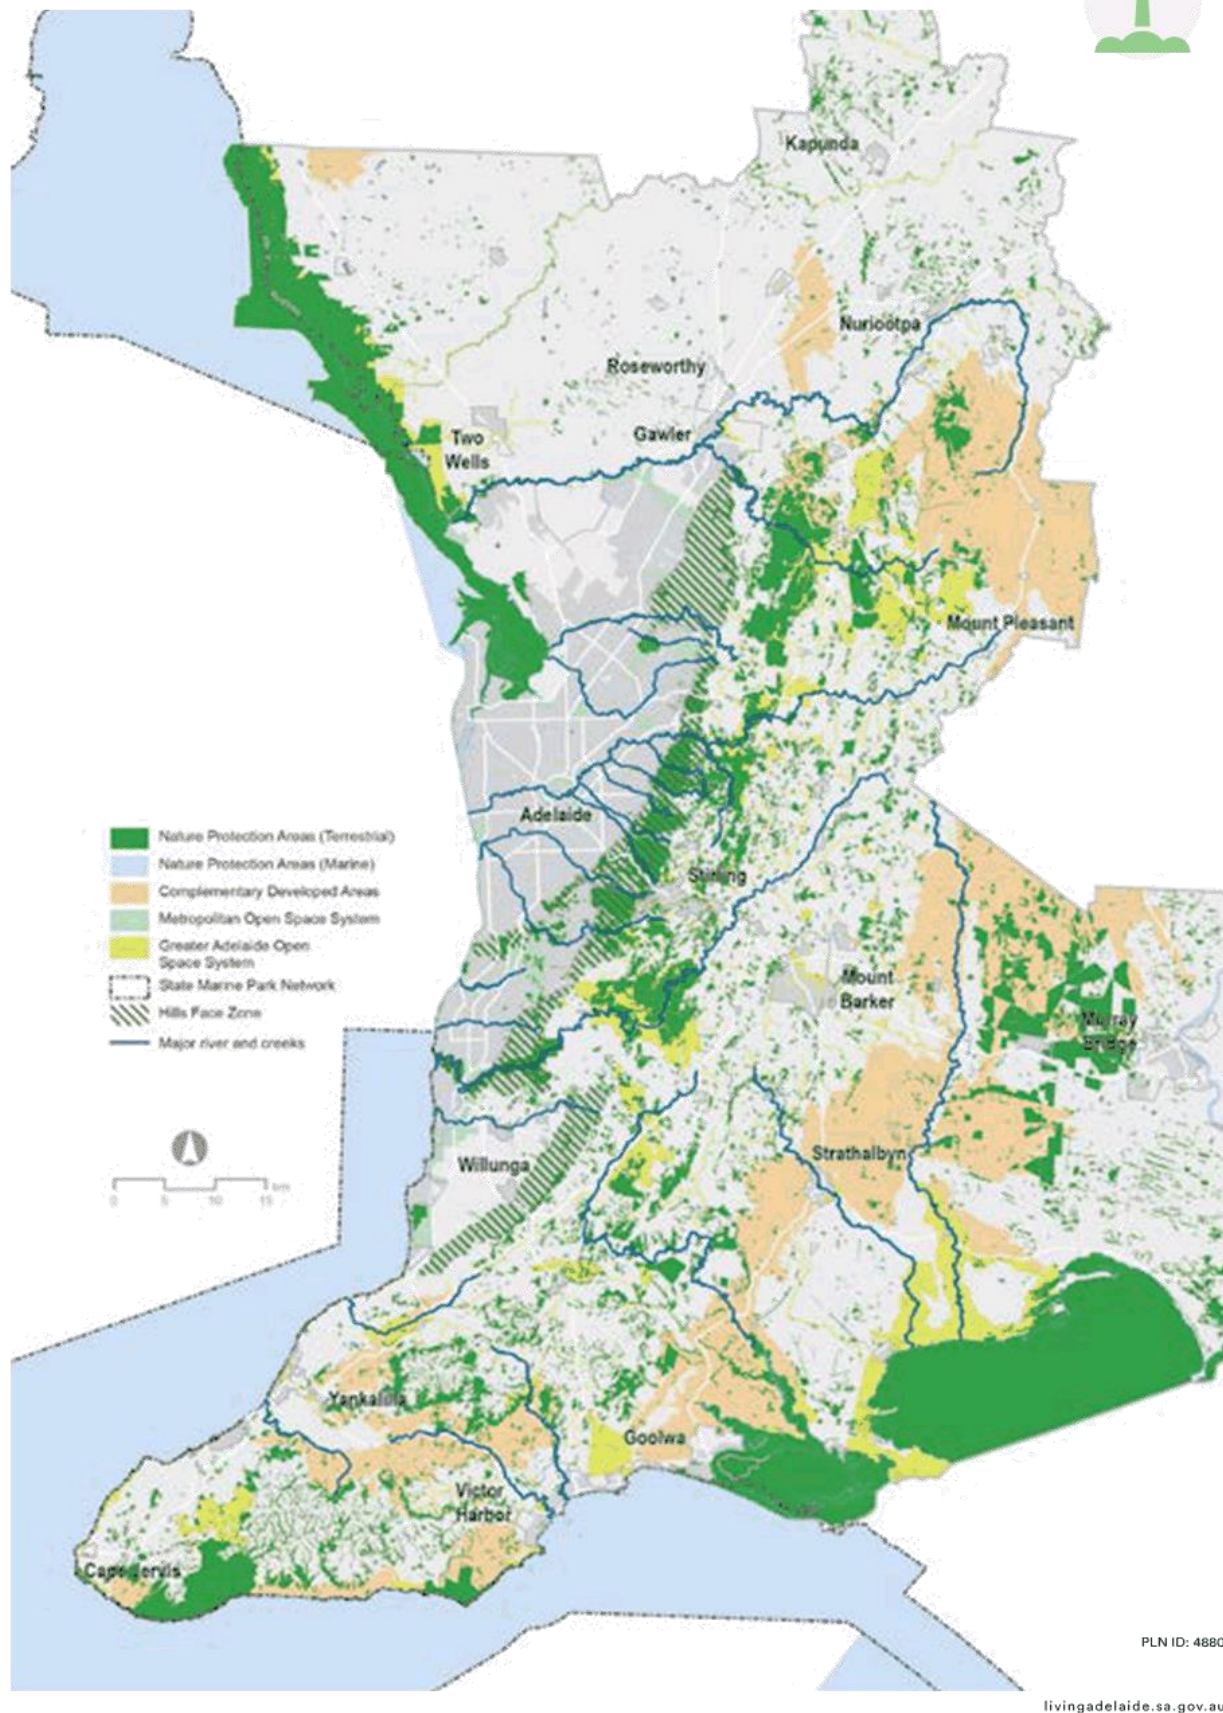 Kapunda
Nuriootpa
Roseworthy
Gawler
Two
Wells
Mount Pleasant
Adelaide
Stirling
Nature Protection Areas (Terrestrial)
Nature Protection Areas (Marine)
Complementary Developed Areas
Metropolitan Open Space System
Greater Adelaide Open
Space System
State Marine Park Network
Hills Face Zone
Major river and creeks
Mount
Barker
Murray
Bridge
0 5 10 15 km
Willunga
Strathalbyn
Yankalilla
Goolwa
Victor
Harbor
Cape Jervis
PLN ID: 4880
livingadelaide.sa.gov.au